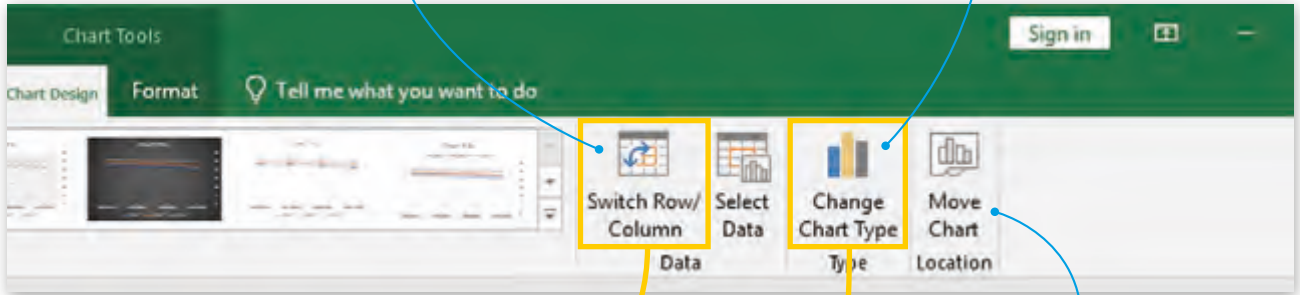 Chart Tools
Sign in
Chart Design Format Tell me what you want to do
Switch Row/
Column
Select
Data
Change
Chart Type
Move
Chart
Data
Type
Location